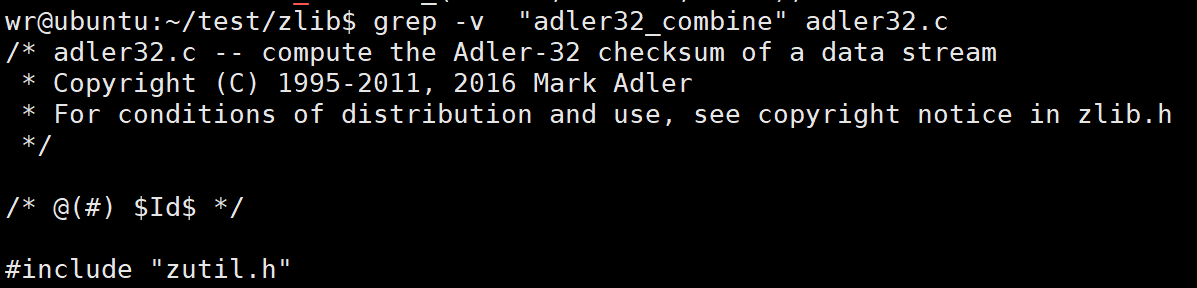 wr@ubuntu:~/test/zlib$ grep -v  "adler32_combine" adler32.c
/* adler32.c -- compute the Adler-32 checksum of a data stream
 * Copyright (C) 1995-2011, 2016 Mark Adler
 * For conditions of distribution and use, see copyright notice in zlib.h
 */

/* @(#) $Id$ */

#include "zutil.h"